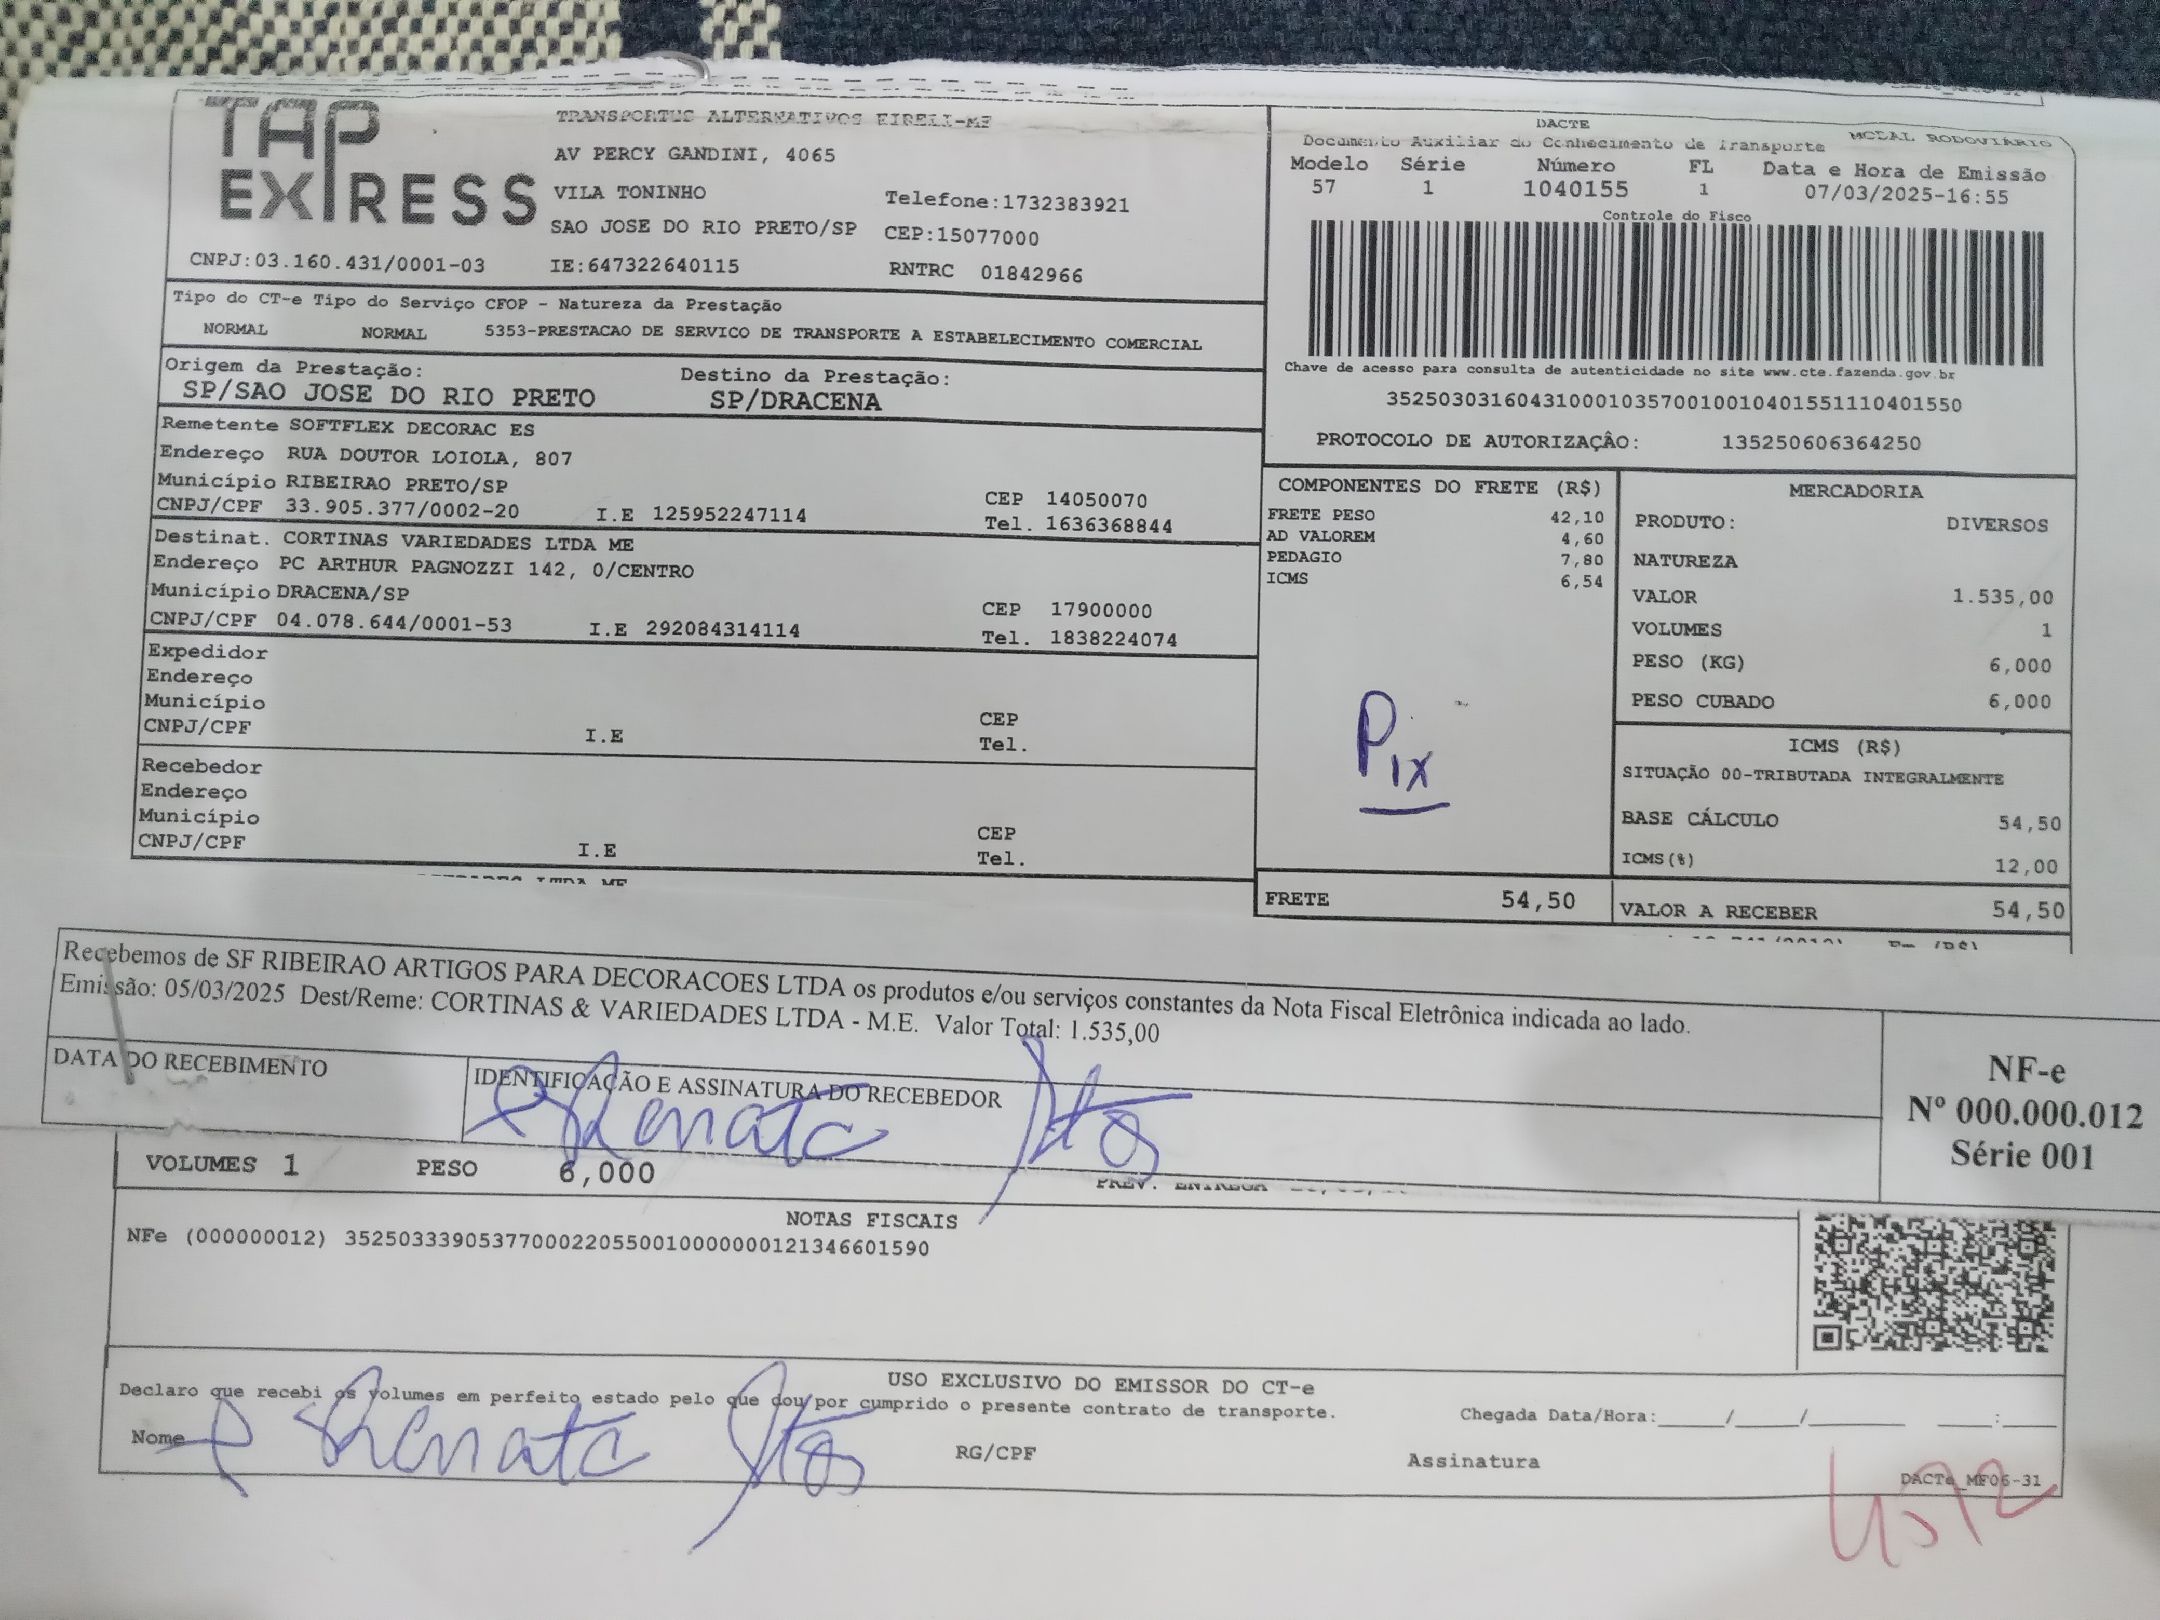 TAP EXPRESS
TRANSPORTES ALTERNATIVOS EIRELI-ME
AV PERCY GANDINI, 4065
VILA TONINHO
Telefone:1732383921
SAO JOSE DO RIO PRETO/SP CEP:15077000
CNPJ:03.160.431/0001-03 IE:647322640115 RNTRC 01842966
DACTE
MODAL RODOVIÁRIO
Documento Auxiliar do Conhecimento de Transporte
Modelo Série Número FL Data e Hora de Emissão
57 1 1040155 1 07/03/2025-16:55
Controle do Fisco
Chave de acesso para consulta de autenticidade no site www.cte.fazenda.gov.br
35250303160431000103570010010401551110401550
PROTOCOLO DE AUTORIZAÇÂO: 135250606364250
Tipo do CT-e Tipo do Serviço CFOP - Natureza da Prestação
NORMAL NORMAL 5353-PRESTACAO DE SERVICO DE TRANSPORTE A ESTABELECIMENTO COMERCIAL
Origem da Prestação: Destino da Prestação:
SP/SAO JOSE DO RIO PRETO SP/DRACENA
Remetente SOFTFLEX DECORAC ES
Endereço RUA DOUTOR LOIOLA, 807
Município RIBEIRAO PRETO/SP CEP 14050070
CNPJ/CPF 33.905.377/0002-20 I.E 125952247114 Tel. 1636368844
Destinat. CORTINAS VARIEDADES LTDA ME
Endereço PC ARTHUR PAGNOZZI 142, 0/CENTRO
Município DRACENA/SP CEP 17900000
CNPJ/CPF 04.078.644/0001-53 I.E 292084314114 Tel. 1838224074
Expedidor
Endereço
Município CEP
CNPJ/CPF I.E Tel.
Recebedor
Endereço
Município CEP
CNPJ/CPF I.E Tel.
COMPONENTES DO FRETE (R$)
FRETE PESO 42,10
AD VALOREM 4,60
PEDAGIO 7,80
ICMS 6,54
Pix
FRETE 54,50
MERCADORIA
PRODUTO: DIVERSOS
NATUREZA
VALOR 1.535,00
VOLUMES 1
PESO (KG) 6,000
PESO CUBADO 6,000
ICMS (R$)
SITUAÇÃO 00-TRIBUTADA INTEGRALMENTE
BASE CÁLCULO 54,50
ICMS(%) 12,00
VALOR A RECEBER 54,50
Recebemos de SF RIBEIRAO ARTIGOS PARA DECORACOES LTDA os produtos e/ou serviços constantes da Nota Fiscal Eletrônica indicada ao lado.
Emissão: 05/03/2025 Dest/Reme: CORTINAS & VARIEDADES LTDA - M.E. Valor Total: 1.535,00
DATA DO RECEBIMENTO
IDENTIFICAÇÃO E ASSINATURA DO RECEBEDOR
Renata
NF-e
Nº 000.000.012
Série 001
VOLUMES 1 PESO 6,000
PREV. ENTREGA
NOTAS FISCAIS
NFe (000000012) 35250333905377000220550010000000121346601590
USO EXCLUSIVO DO EMISSOR DO CT-e
Declaro que recebi os volumes em perfeito estado pelo que dou por cumprido o presente contrato de transporte.
Chegada Data/Hora:_____/_____/_______ ____:____
Nome Renata RG/CPF Assinatura
DACTe_MF06-31